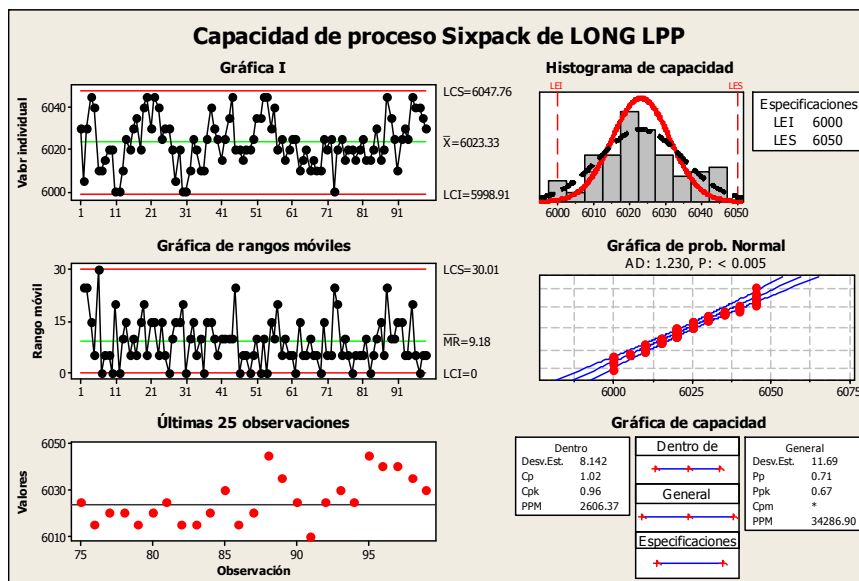 Capacidad de proceso Sixpack de LONG LPP
Gráfica I
Valor individual
6040
6020
6000
1 11 21 31 41 51 61 71 81 91
LCS=6047.76
X=6023.33
LCI=5998.91
Gráfica de rangos móviles
Rango móvil
30
15
0
1 11 21 31 41 51 61 71 81 91
LCS=30.01
MR=9.18
LCI=0
Últimas 25 observaciones
Valores
6050
6030
6010
75 80 85 90 95
Observación
Histograma de capacidad
LEI LES
6000 6010 6020 6030 6040 6050
Especificaciones
LEI 6000
LES 6050
Gráfica de prob. Normal
AD: 1.230, P: < 0.005
6000 6025 6050 6075
Gráfica de capacidad
Dentro
Desv.Est. 8.142
Cp 1.02
Cpk 0.96
PPM 2606.37
Dentro de
General
Especificaciones
General
Desv.Est. 11.69
Pp 0.71
Ppk 0.67
Cpm *
PPM 34286.90